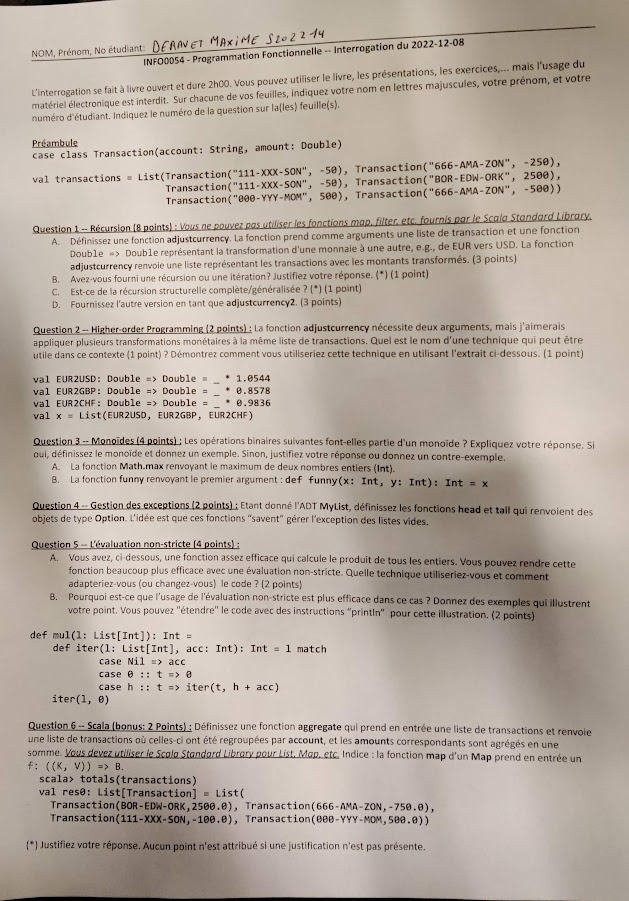 NOM, Prénom, No étudiant: DERAVET MAXIME S202214
INFO0054 - Programmation Fonctionnelle -- Interrogation du 2022-12-08
L'interrogation se fait à livre ouvert et dure 2h00. Vous pouvez utiliser le livre, les présentations, les exercices,... mais l'usage du
matériel électronique est interdit. Sur chacune de vos feuilles, indiquez votre nom en lettres majuscules, votre prénom, et votre
numéro d'étudiant. Indiquez le numéro de la question sur la(les) feuille(s).
Préambule
case class Transaction(account: String, amount: Double)
val transactions = List(Transaction("111-XXX-SON", -50), Transaction("666-AMA-ZON", -250),
Transaction("111-XXX-SON", -50), Transaction("BOR-EDW-ORK", 2500),
Transaction("000-YYY-MOM", 500), Transaction("666-AMA-ZON", -500))
Question 1 -- Récursion (8 points) : Vous ne pouvez pas utiliser les fonctions map, filter, etc. fournis par le Scala Standard Library.
A. Définissez une fonction adjustcurrency. La fonction prend comme arguments une liste de transaction et une fonction
Double => Double représentant la transformation d'une monnaie à une autre, e.g., de EUR vers USD. La fonction
adjustcurrency renvoie une liste représentant les transactions avec les montants transformés. (3 points)
B. Avez-vous fourni une récursion ou une itération? Justifiez votre réponse. (*) (1 point)
C. Est-ce de la récursion structurelle complète/généralisée ? (*) (1 point)
D. Fournissez l'autre version en tant que adjustcurrency2. (3 points)
Question 2 -- Higher-order Programming (2 points) : La fonction adjustcurrency nécessite deux arguments, mais j'aimerais
appliquer plusieurs transformations monétaires à la même liste de transactions. Quel est le nom d'une technique qui peut être
utile dans ce contexte (1 point) ? Démontrez comment vous utiliseriez cette technique en utilisant l'extrait ci-dessous. (1 point)
val EUR2USD: Double => Double = _ * 1.0544
val EUR2GBP: Double => Double = _ * 0.8578
val EUR2CHF: Double => Double = _ * 0.9836
val x = List(EUR2USD, EUR2GBP, EUR2CHF)
Question 3 -- Monoïdes (4 points) : Les opérations binaires suivantes font-elles partie d'un monoïde ? Expliquez votre réponse. Si
oui, définissez le monoïde et donnez un exemple. Sinon, justifiez votre réponse ou donnez un contre-exemple.
A. La fonction Math.max renvoyant le maximum de deux nombres entiers (Int).
B. La fonction funny renvoyant le premier argument : def funny(x: Int, y: Int): Int = x
Question 4 -- Gestion des exceptions (2 points) : Etant donné l'ADT MyList, définissez les fonctions head et tail qui renvoient des
objets de type Option. L'idée est que ces fonctions "savent" gérer l'exception des listes vides.
Question 5 -- L'évaluation non-stricte (4 points) :
A. Vous avez, ci-dessous, une fonction assez efficace qui calcule le produit de tous les entiers. Vous pouvez rendre cette
fonction beaucoup plus efficace avec une évaluation non-stricte. Quelle technique utiliseriez-vous et comment
adapteriez-vous (ou changez-vous) le code ? (2 points)
B. Pourquoi est-ce que l'usage de l'évaluation non-stricte est plus efficace dans ce cas ? Donnez des exemples qui illustrent
votre point. Vous pouvez "étendre" le code avec des instructions "println" pour cette illustration. (2 points)
def mul(l: List[Int]): Int =
def iter(l: List[Int], acc: Int): Int = l match
case Nil => acc
case 0 :: t => 0
case h :: t => iter(t, h + acc)
iter(l, 0)
Question 6 -- Scala (bonus: 2 Points) : Définissez une fonction aggregate qui prend en entrée une liste de transactions et renvoie
une liste de transactions où celles-ci ont été regroupées par account, et les amounts correspondants sont agrégés en une
somme. Vous devez utiliser le Scala Standard Library pour List, Map, etc. Indice : la fonction map d'un Map prend en entrée un
f: ((K, V)) => B.
scala> totals(transactions)
val res0: List[Transaction] = List(
Transaction(BOR-EDW-ORK,2500.0), Transaction(666-AMA-ZON,-750.0),
Transaction(111-XXX-SON,-100.0), Transaction(000-YYY-MOM,500.0))
(*) Justifiez votre réponse. Aucun point n'est attribué si une justification n'est pas présente.